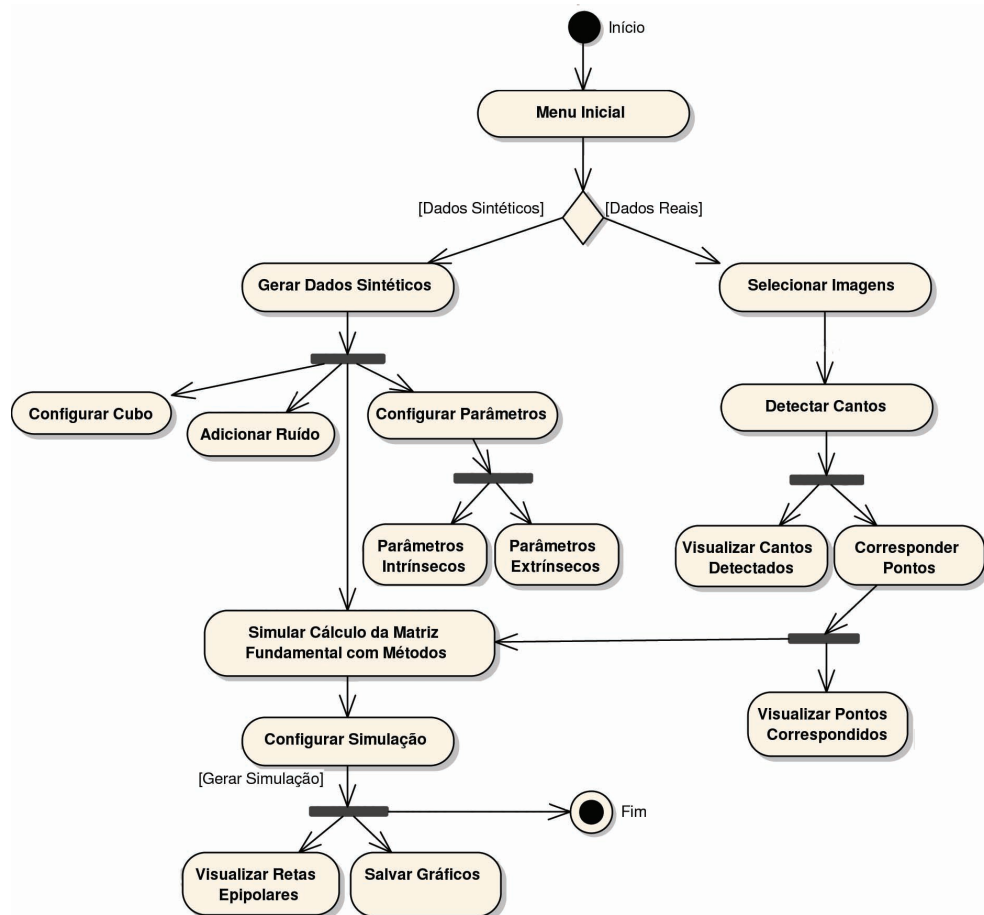 Início
Menu Inicial
[Dados Sintéticos]
[Dados Reais]
Gerar Dados Sintéticos
Selecionar Imagens
Configurar Cubo
Adicionar Ruído
Configurar Parâmetros
Detectar Cantos
Parâmetros
Intrínsecos
Parâmetros
Extrínsecos
Visualizar Cantos
Detectados
Corresponder
Pontos
Simular Cálculo da Matriz
Fundamental com Métodos
Visualizar Pontos
Correspondidos
Configurar Simulação
[Gerar Simulação]
Fim
Visualizar Retas
Epipolares
Salvar Gráficos